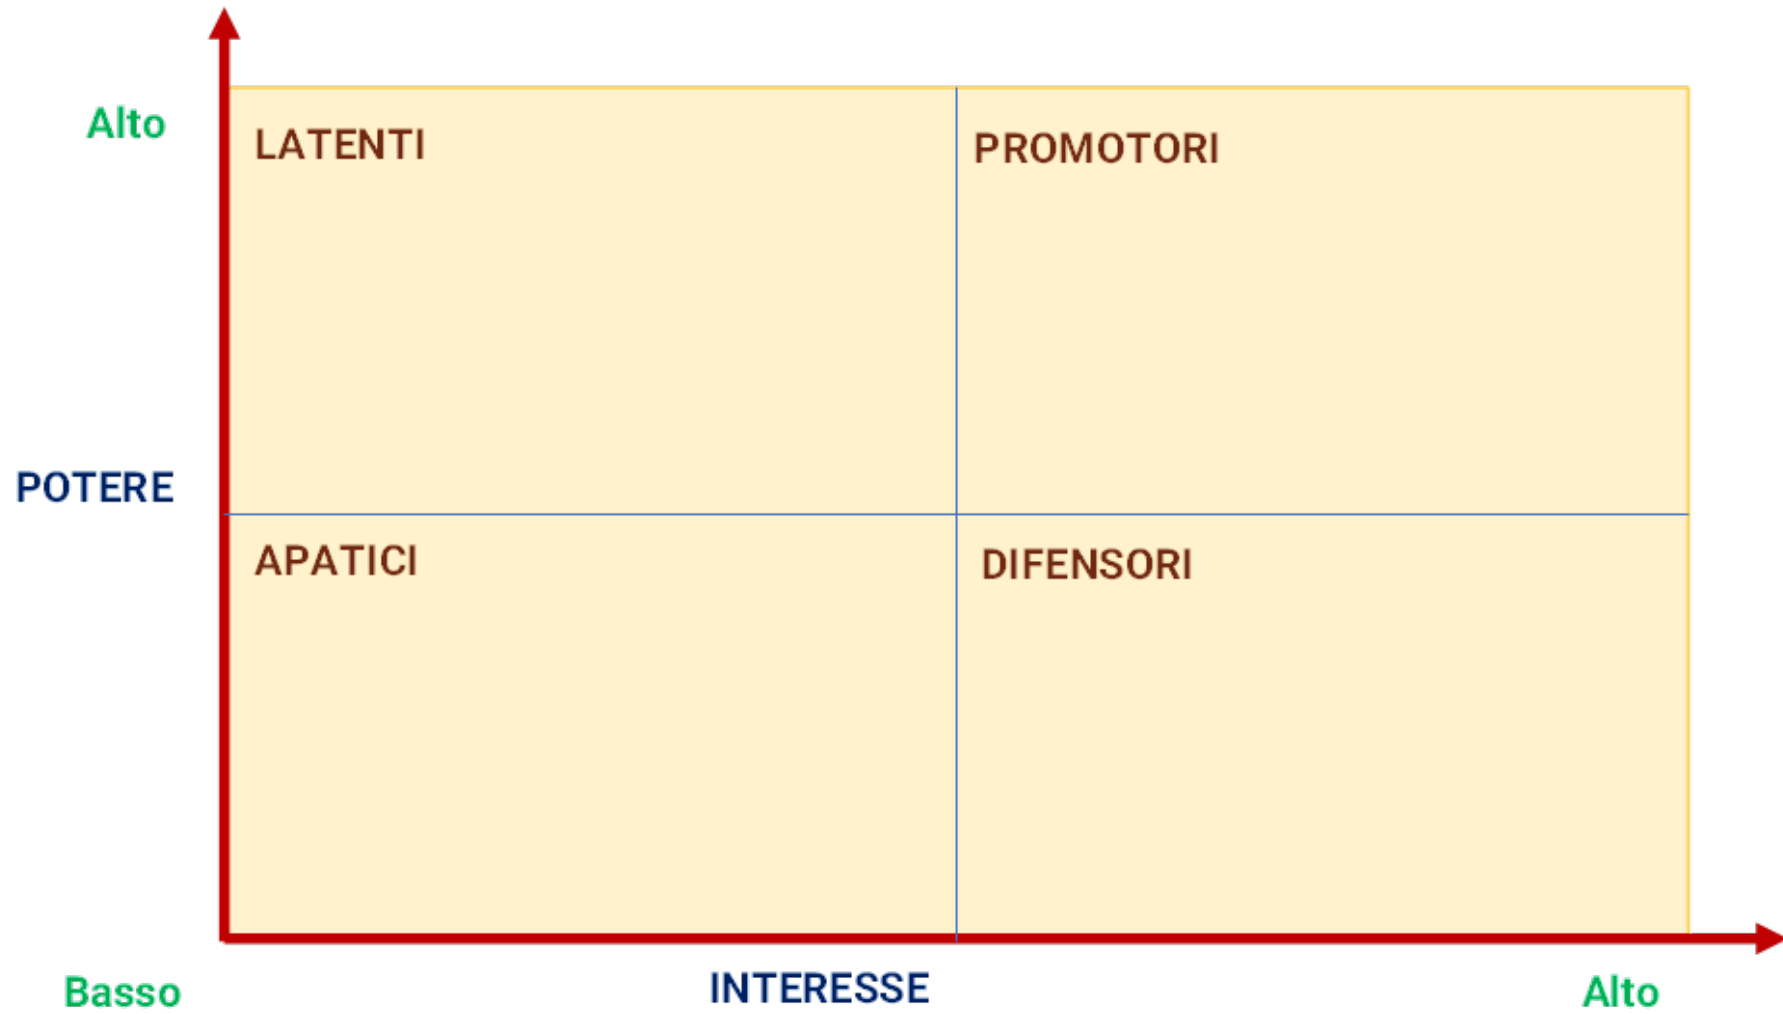 Alto
LATENTI
PROMOTORI
POTERE
APATICI
DIFENSORI
Basso
INTERESSE
Alto